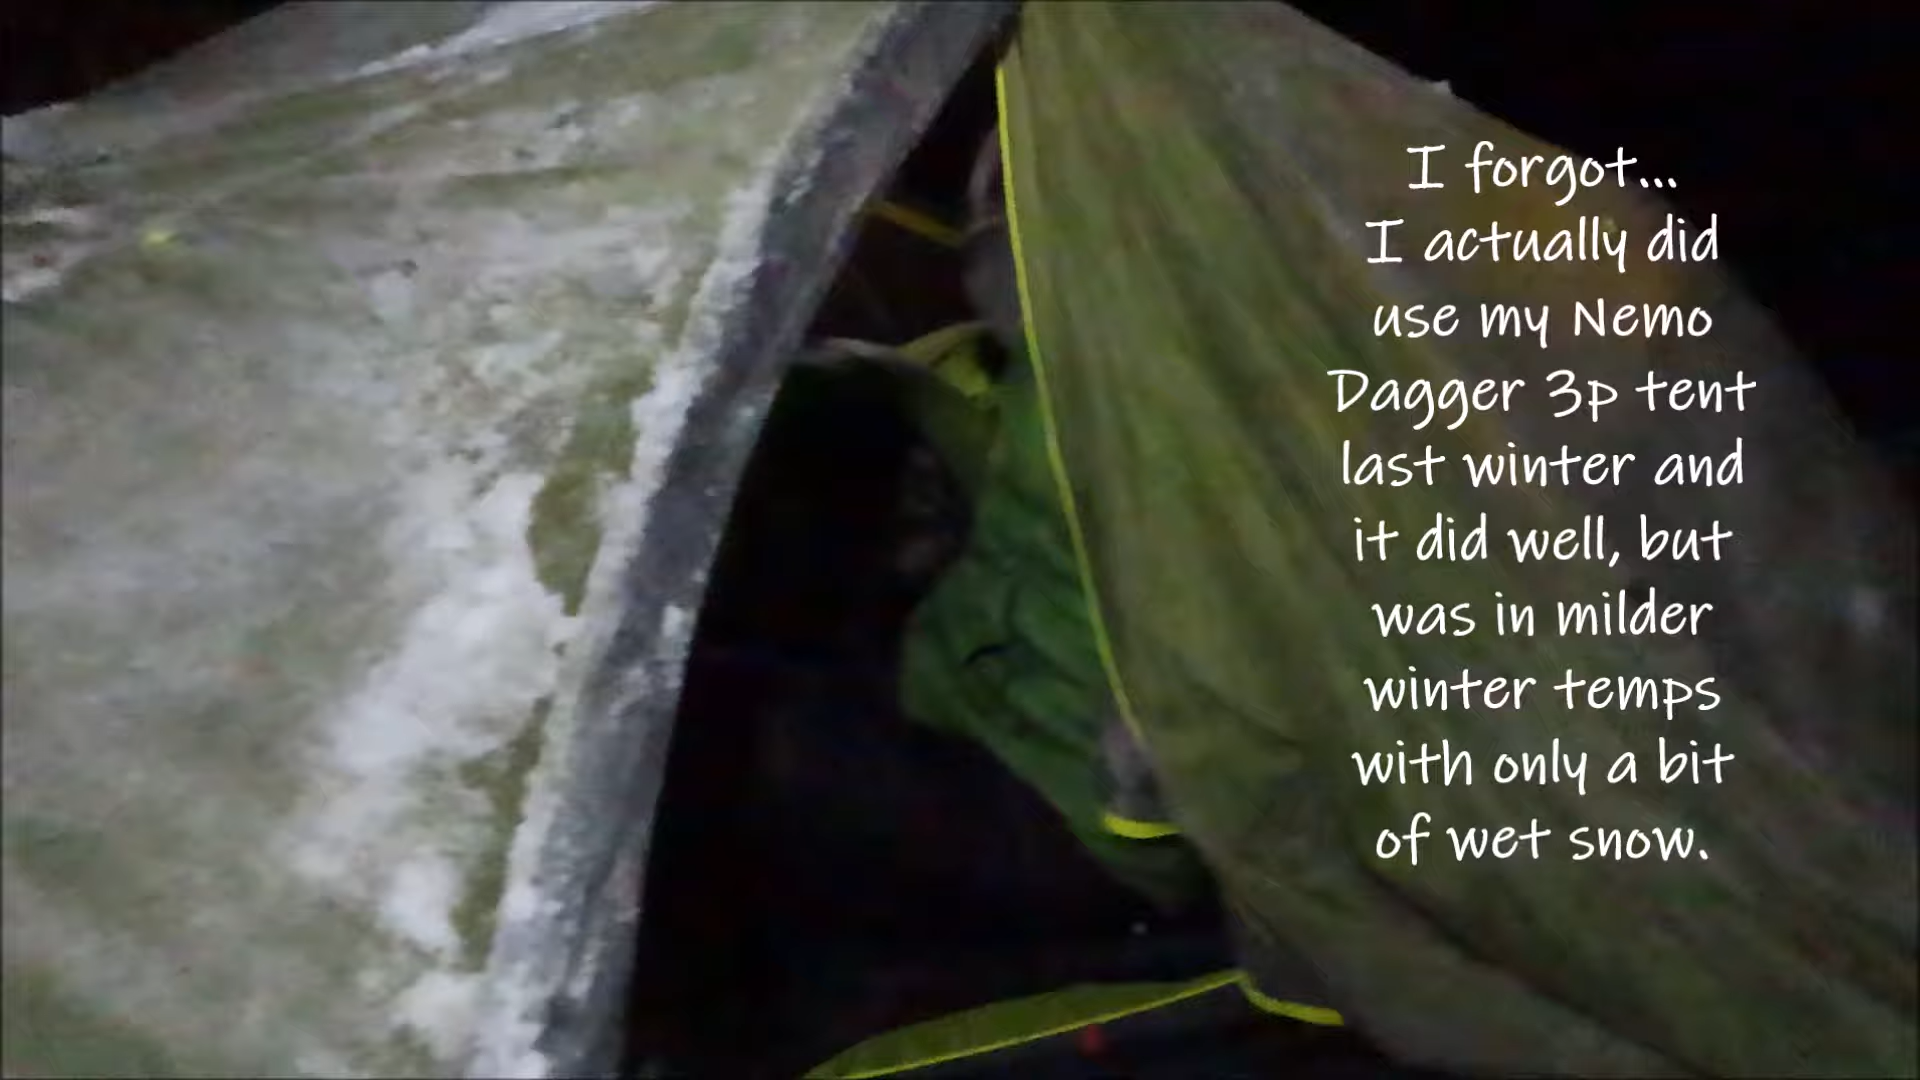 I forgot...
I actually did
use my Nemo
Dagger 3p tent
last winter and
it did well, but
was in milder
winter temps
with only a bit
of wet snow.